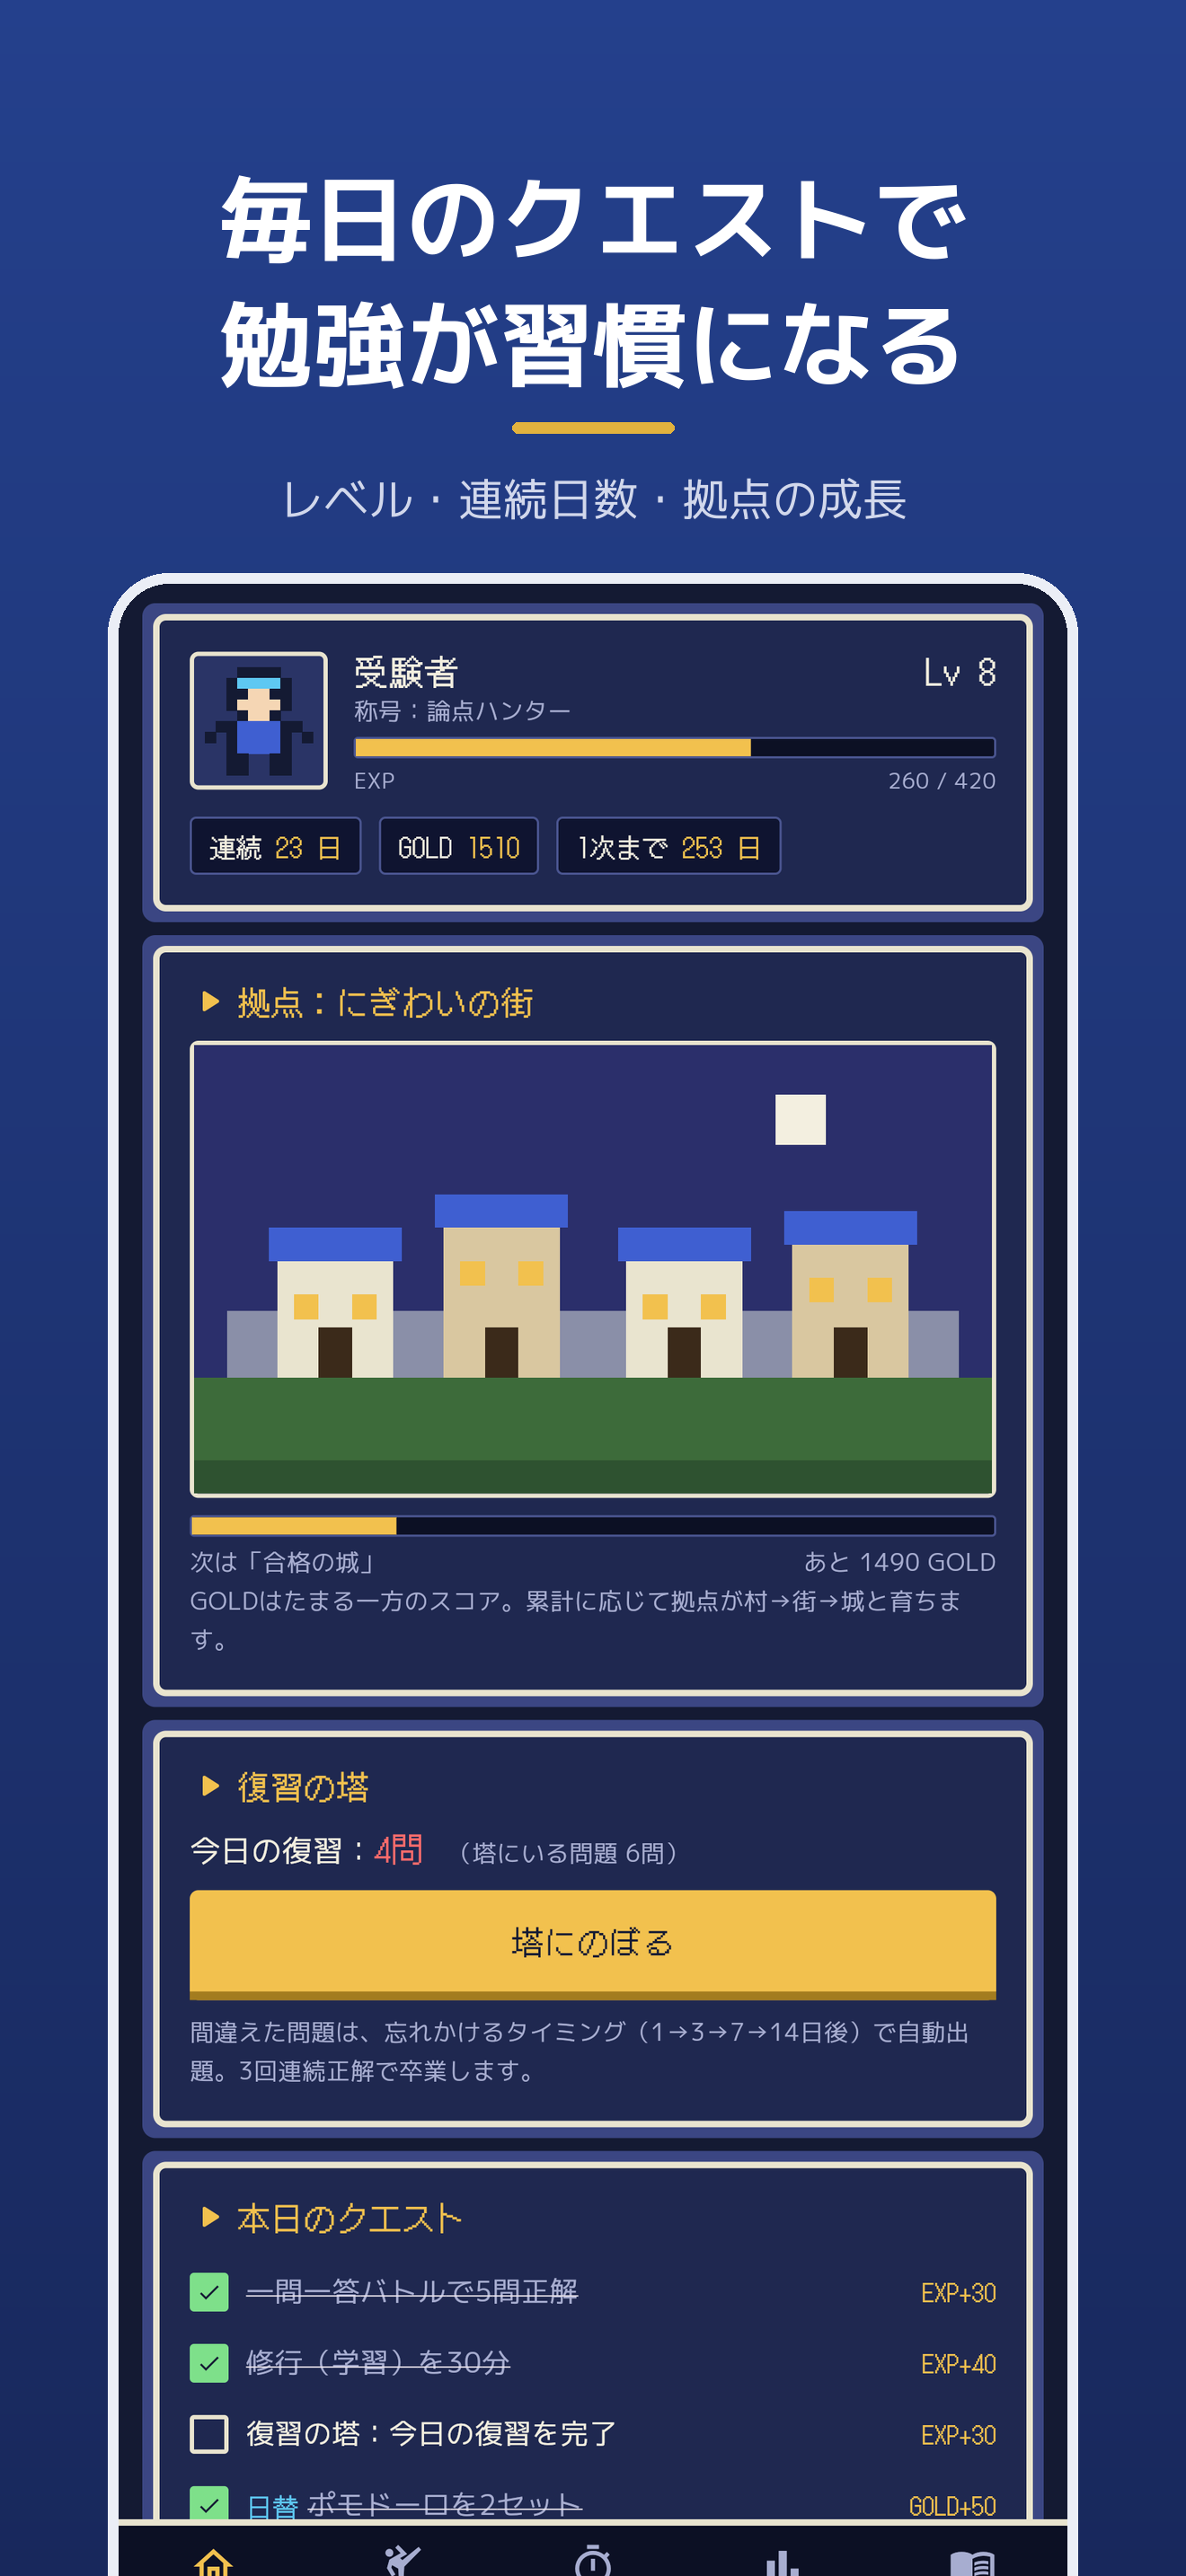 毎日のクエストで
勉強が習慣になる
レベル・連続日数・拠点の成長
受験者 Lv 8
称号：論点ハンター
EXP 260 / 420
連続 23 日 GOLD 1510 1次まで 253 日
拠点：にぎわいの街
次は「合格の城」 あと 1490 GOLD
GOLDはたまる一方のスコア。累計に応じて拠点が村→街→城と育ちま
す。
復習の塔
今日の復習：4問 （塔にいる問題 6問）
塔にのぼる
間違えた問題は、忘れかけるタイミング（1→3→7→14日後）で自動出
題。3回連続正解で卒業します。
本日のクエスト
一問一答バトルで5問正解 EXP+30
修行（学習）を30分 EXP+40
復習の塔：今日の復習を完了 EXP+30
日替 ポモドーロを2セット GOLD+50